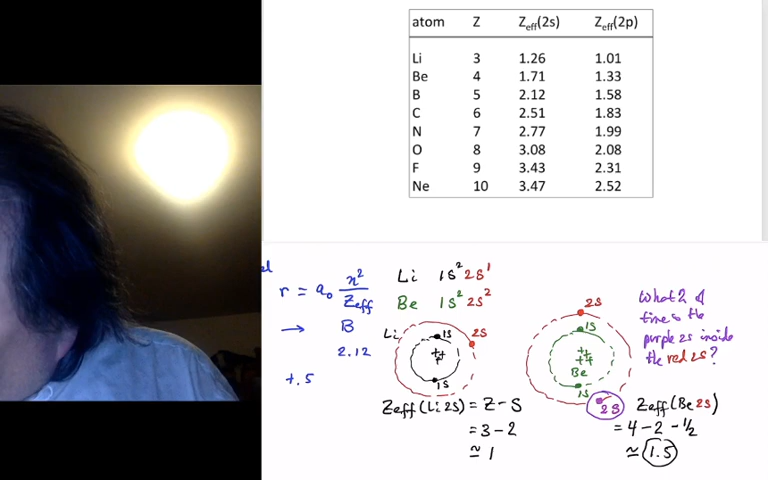 atom Z Zeff(2s) Zeff(2p)
Li 3 1.26 1.01
Be 4 1.71 1.33
B 5 2.12 1.58
C 6 2.51 1.83
N 7 2.77 1.99
O 8 3.08 2.08
F 9 3.43 2.31
Ne 10 3.47 2.52
el
r = a₀ n²/Zeff
→ B
2.12
+.5
Li 1s² 2s¹
Be 1s² 2s²
Li
1s
2s
++
+
1s
2s
1s
++
++
Be
1s
2s
What % of
time is the
purple 2s inside
the red 2s?
Zeff(Li2s) = Z - S
= 3 - 2
≃ 1
Zeff(Be2s)
= 4 - 2 - ½
≃ 1.5